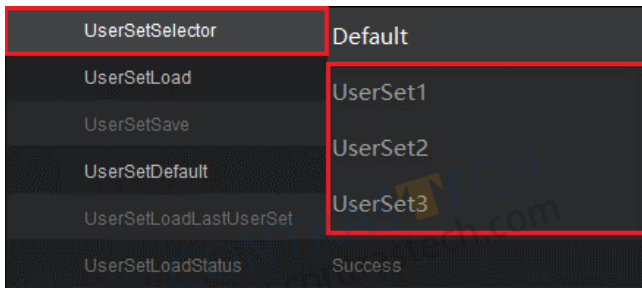 UserSetSelector
Default
UserSetLoad
UserSet1
UserSetSave
UserSet2
UserSetDefault
UserSet3
UserSetLoadLastUserSet
UserSetLoadStatus
Success